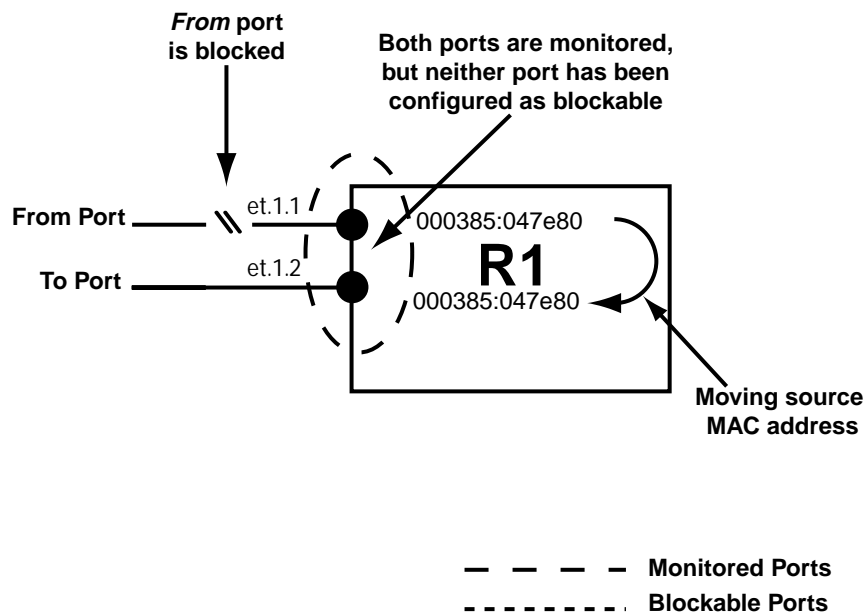 From port
is blocked
Both ports are monitored,
but neither port has been
configured as blockable
From Port
et.1.1
000385:047e80
R1
To Port
et.1.2
000385:047e80
Moving source
MAC address
Monitored Ports
Blockable Ports